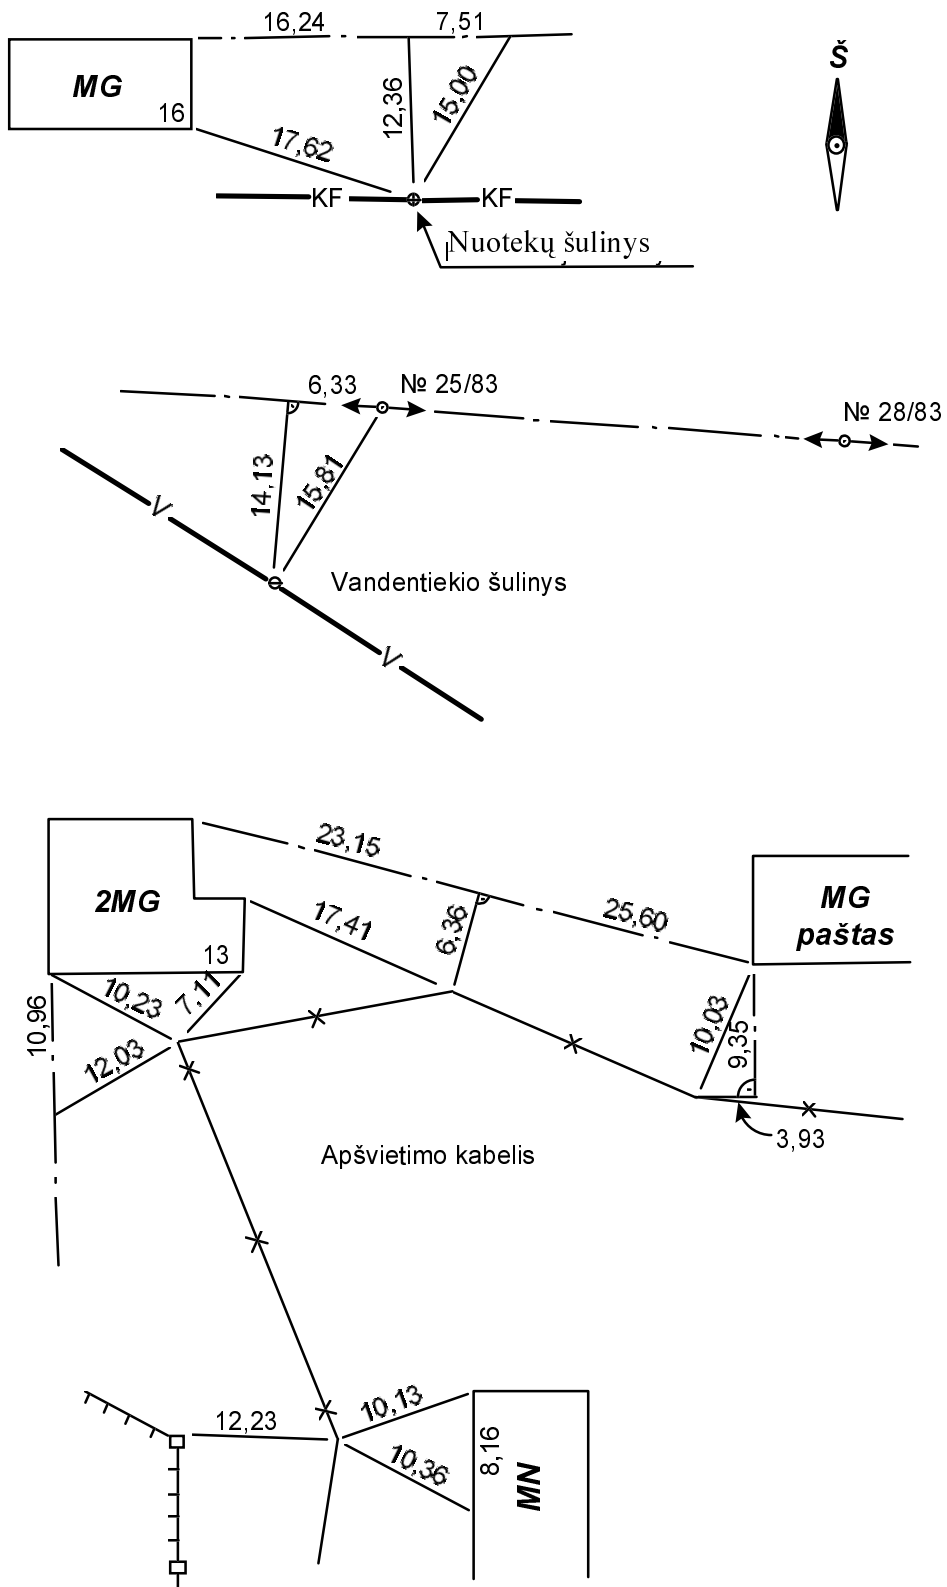 16,24 7,51
Š
MG
16
12,36
15,00
17,62
KF KF
Nuotekų šulinys
6,33 № 25/83
№ 28/83
14,13
15,81
V
Vandentiekio šulinys
V
23,15
2MG
13
17,41
6,36
25,60
MG
paštas
10,23
7,11
10,96
12,03
10,03
9,35
3,93
Apšvietimo kabelis
12,23
10,13
10,36
8,16
MN